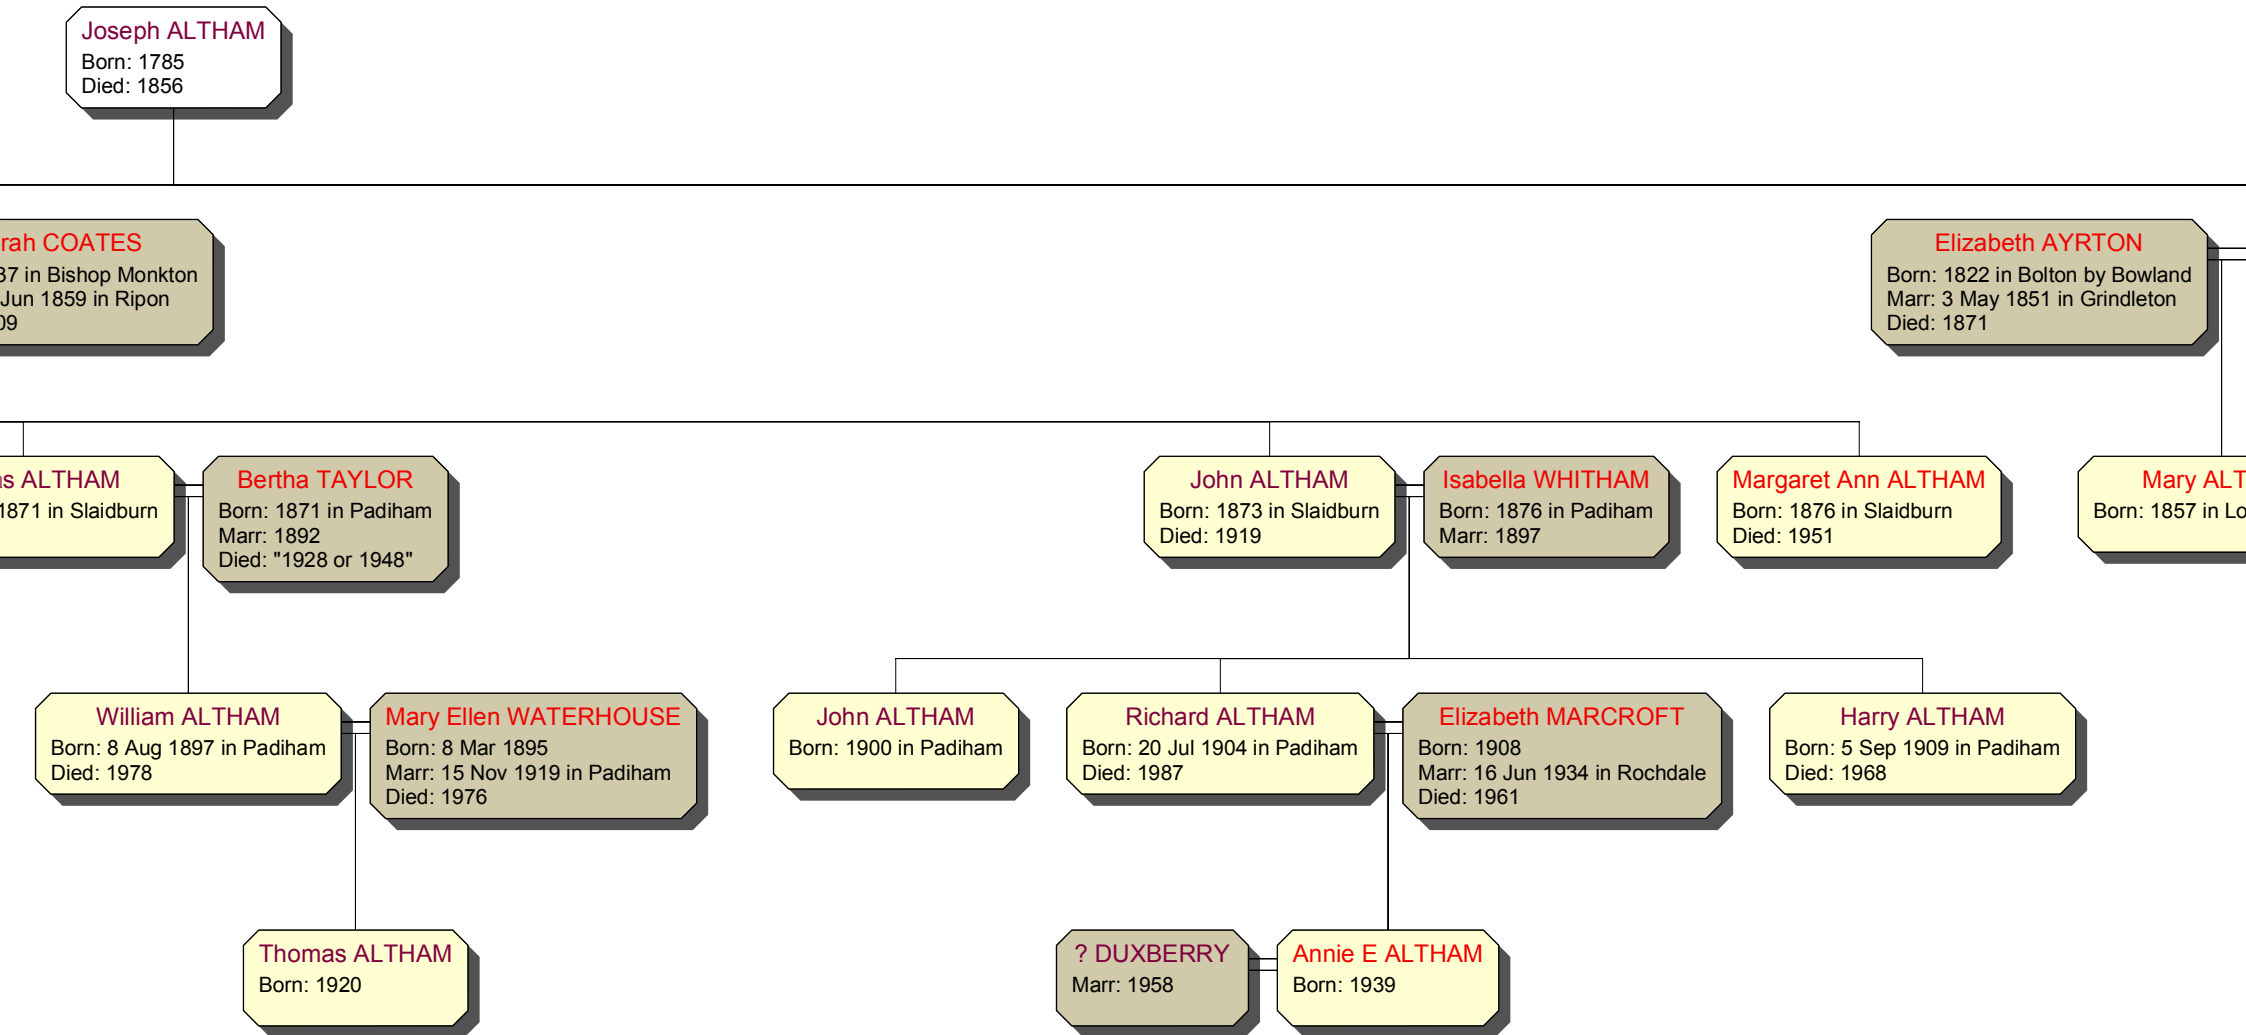 Joseph ALTHAM
Born: 1785
Died: 1856
rah COATES
37 in Bishop Monkton
Jun 1859 in Ripon
09
Elizabeth AYRTON
Born: 1822 in Bolton by Bowland
Marr: 3 May 1851 in Grindleton
Died: 1871
s ALTHAM
1871 in Slaidburn
Bertha TAYLOR
Born: 1871 in Padiham
Marr: 1892
Died: "1928 or 1948"
John ALTHAM
Born: 1873 in Slaidburn
Died: 1919
Isabella WHITHAM
Born: 1876 in Padiham
Marr: 1897
Margaret Ann ALTHAM
Born: 1876 in Slaidburn
Died: 1951
Mary ALT
Born: 1857 in Lo
William ALTHAM
Born: 8 Aug 1897 in Padiham
Died: 1978
Mary Ellen WATERHOUSE
Born: 8 Mar 1895
Marr: 15 Nov 1919 in Padiham
Died: 1976
John ALTHAM
Born: 1900 in Padiham
Richard ALTHAM
Born: 20 Jul 1904 in Padiham
Died: 1987
Elizabeth MARCROFT
Born: 1908
Marr: 16 Jun 1934 in Rochdale
Died: 1961
Harry ALTHAM
Born: 5 Sep 1909 in Padiham
Died: 1968
Thomas ALTHAM
Born: 1920
? DUXBERRY
Marr: 1958
Annie E ALTHAM
Born: 1939